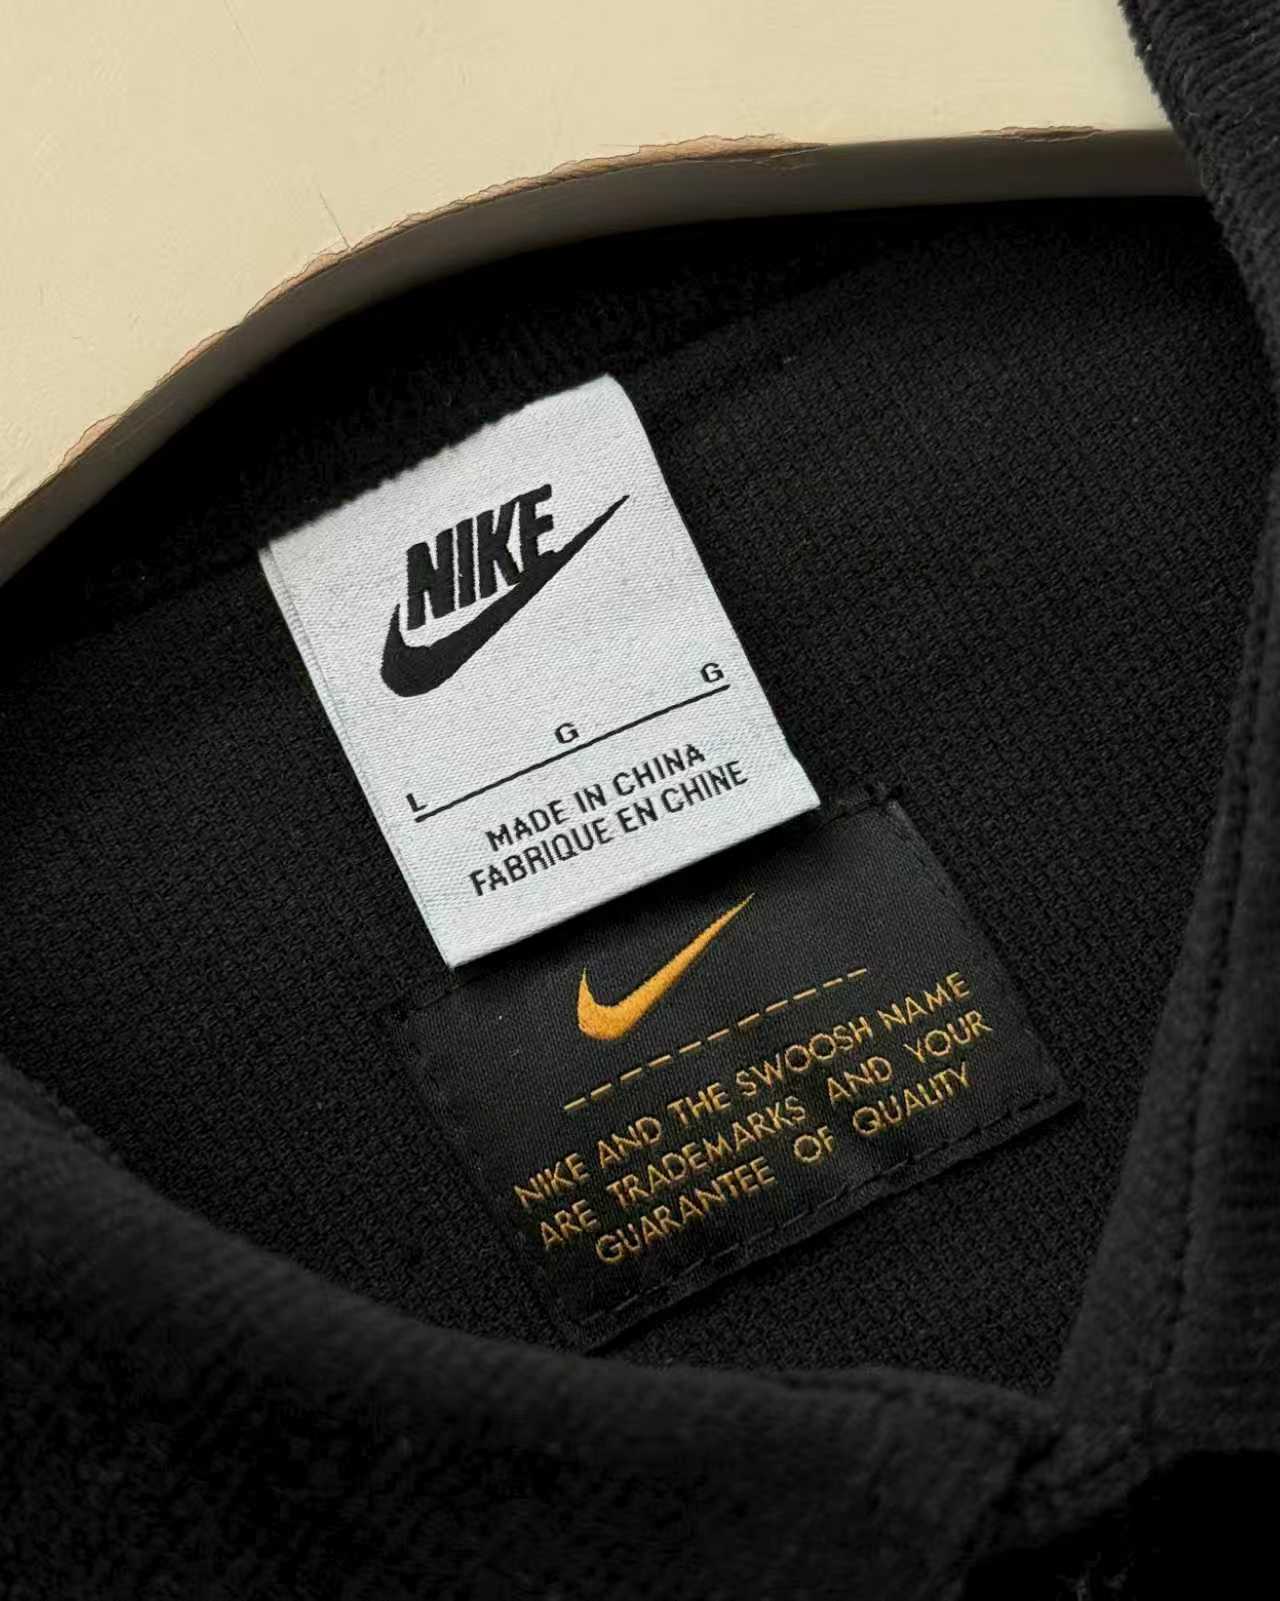 NIKE
L G G
MADE IN CHINA
FABRIQUE EN CHINE
NIKE AND THE SWOOSH NAME
ARE TRADEMARKS AND YOUR
GUARANTEE OF QUALITY